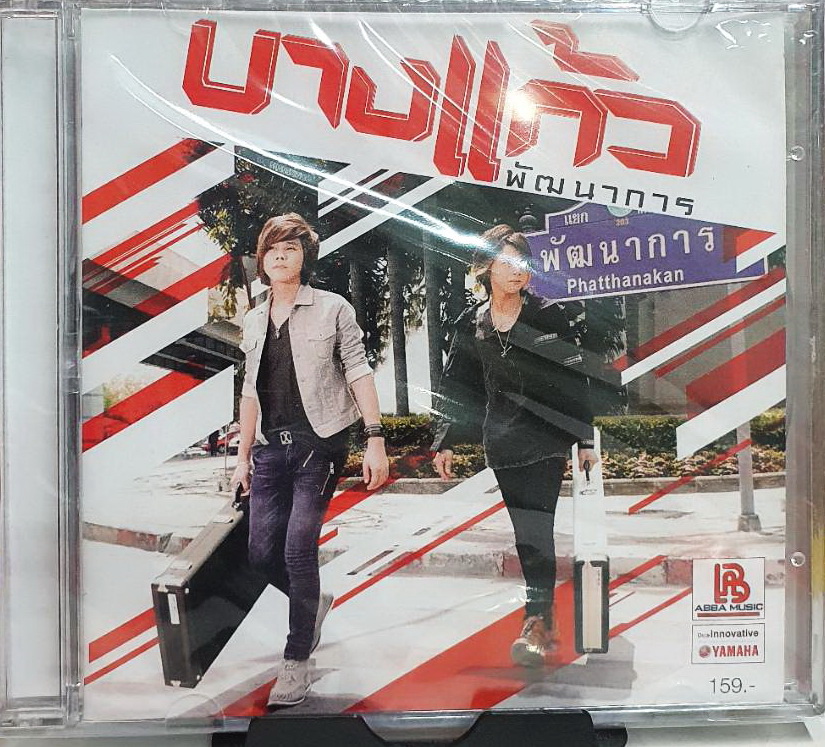 บางแก้ว
พัฒนาการ
แยก
203
พัฒนาการ
Phatthanakan
AB
ABBA MUSIC
Innovative
YAMAHA
159.-